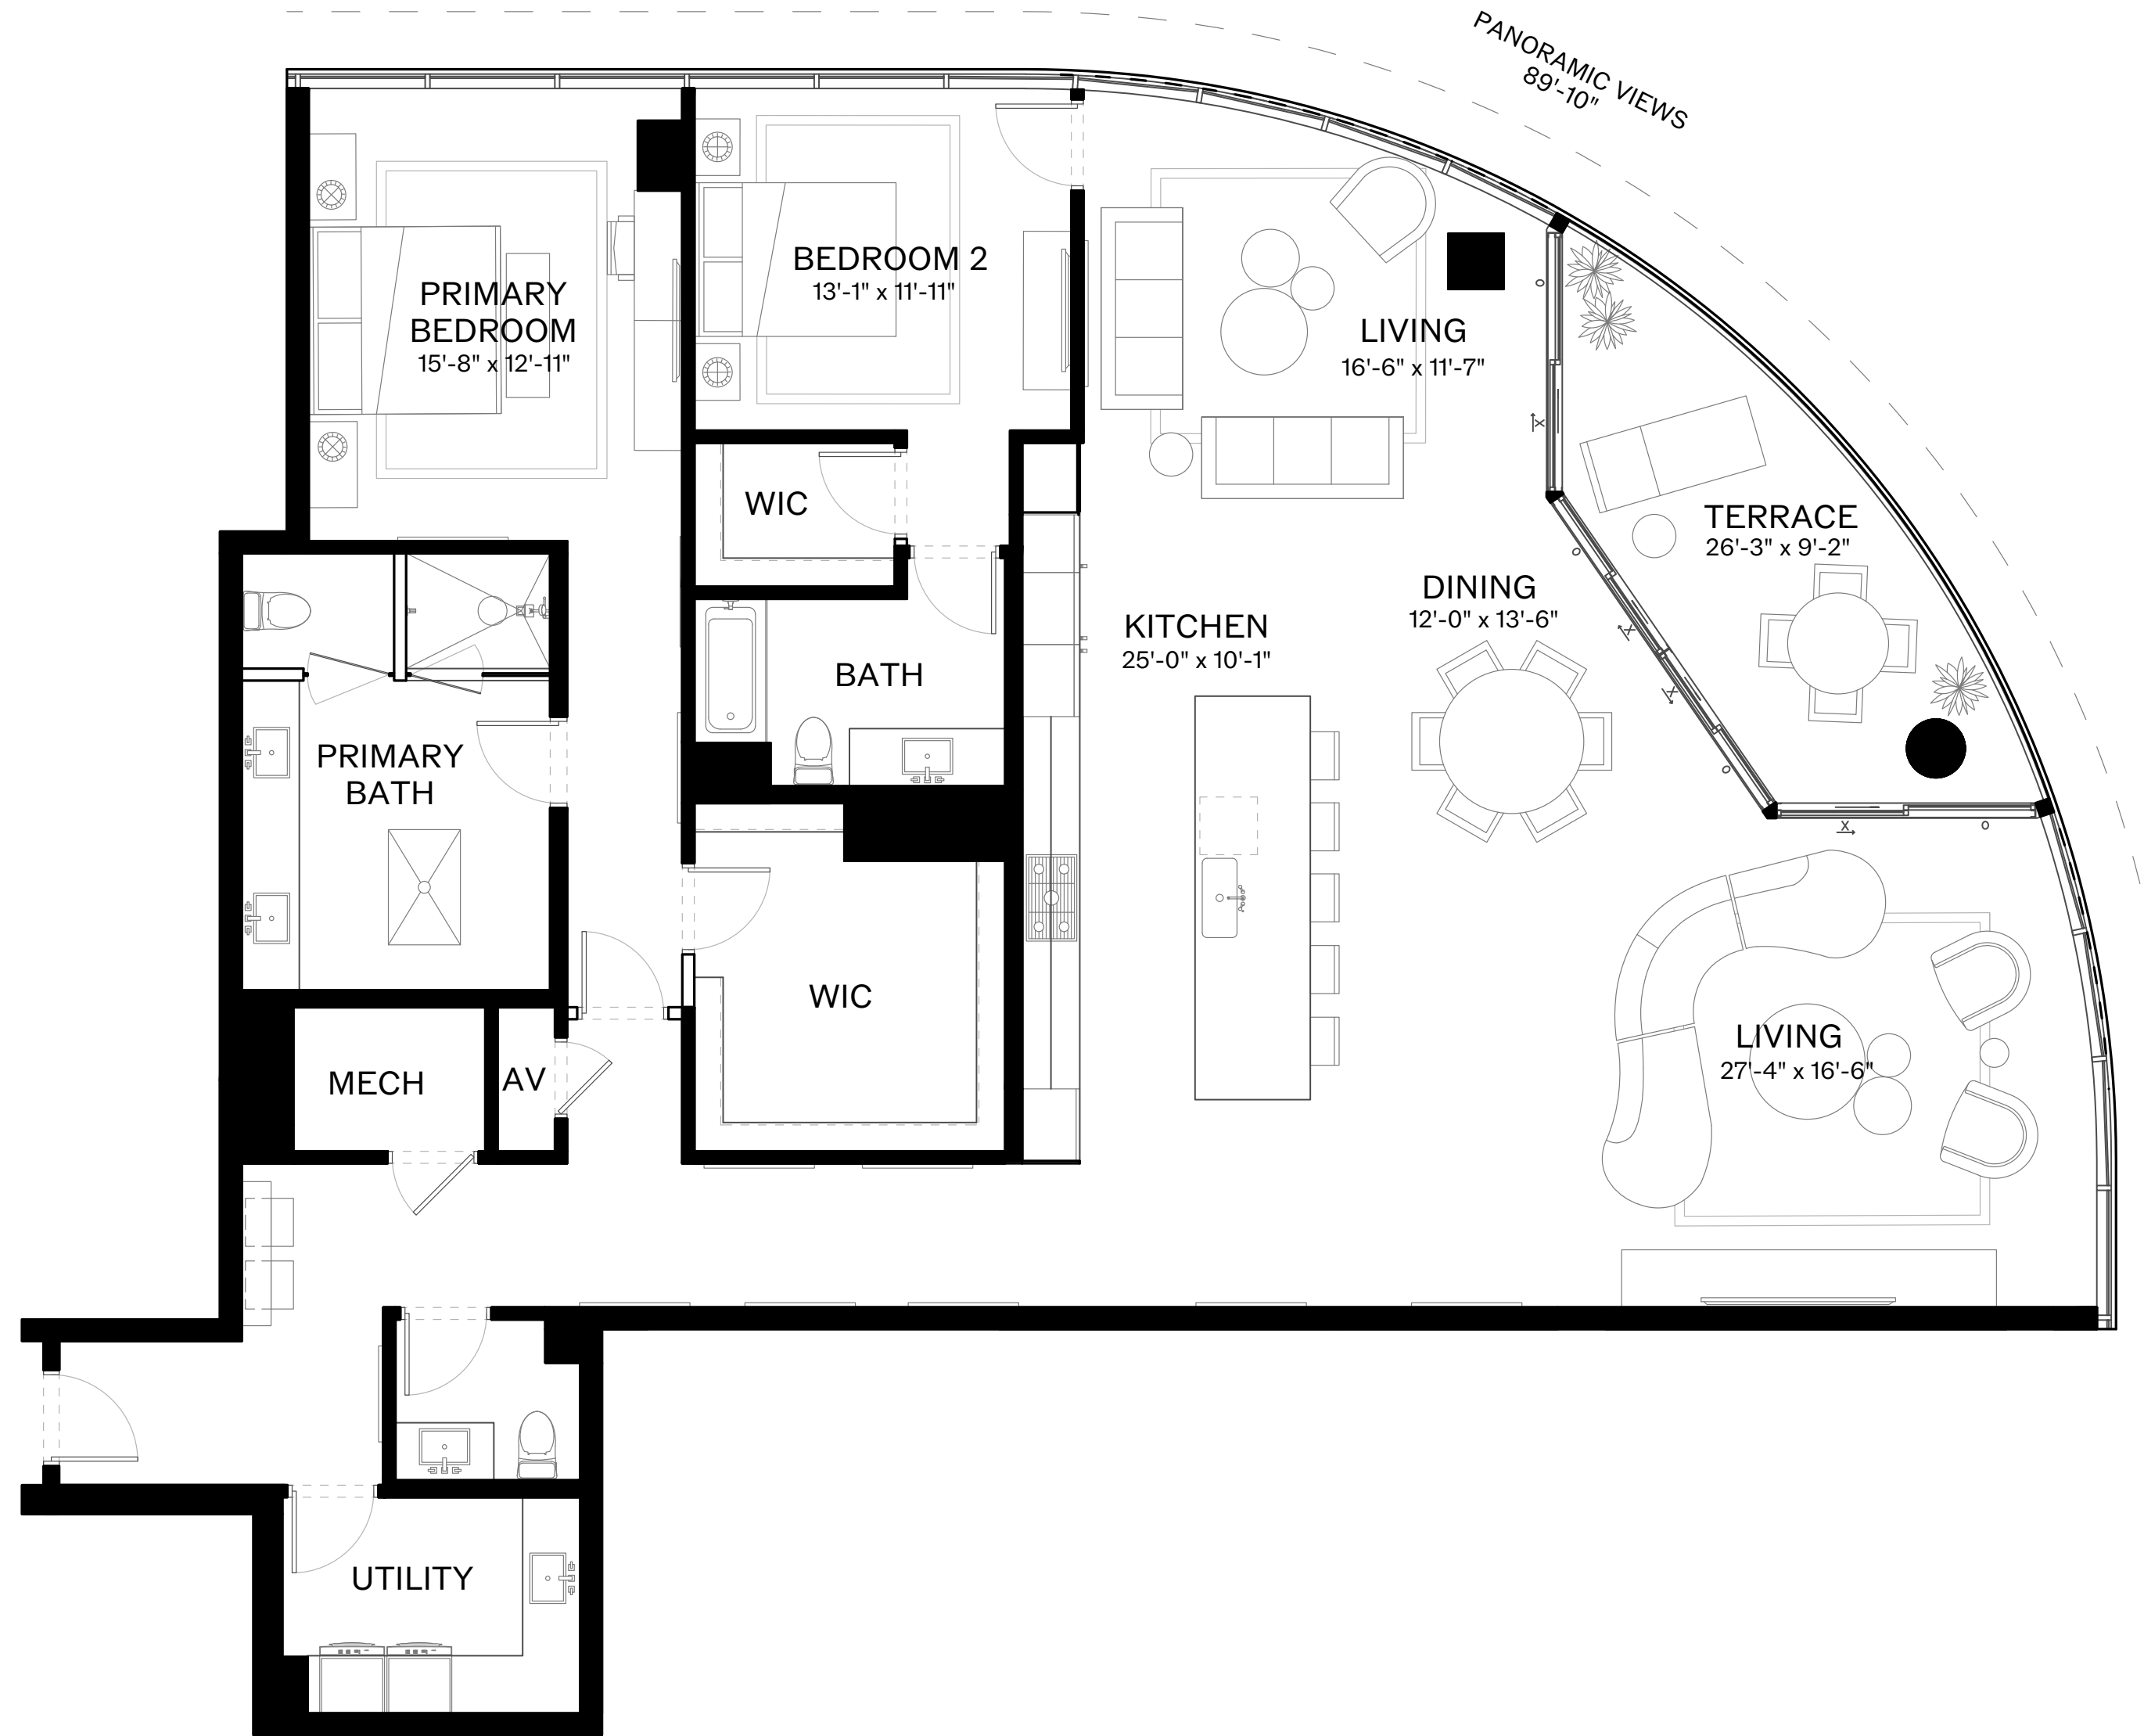 PANORAMIC VIEWS
89'-10"
PRIMARY
BEDROOM
15'-8" x 12'-11"
BEDROOM 2
13'-1" x 11'-11"
LIVING
16'-6" x 11'-7"
O
X
WIC
TERRACE
26'-3" x 9'-2"
O
DINING
12'-0" x 13'-6"
KITCHEN
25'-0" x 10'-1"
X
X
BATH
PRIMARY
BATH
O
X
O
WIC
LIVING
27'-4" x 16'-6"
MECH
AV
UTILITY